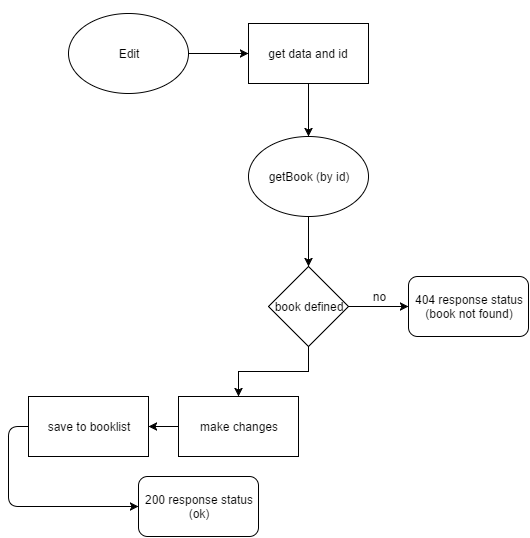 Edit
get data and id
getBook (by id)
book defined
no
404 response status
(book not found)
save to booklist
make changes
200 response status
(ok)